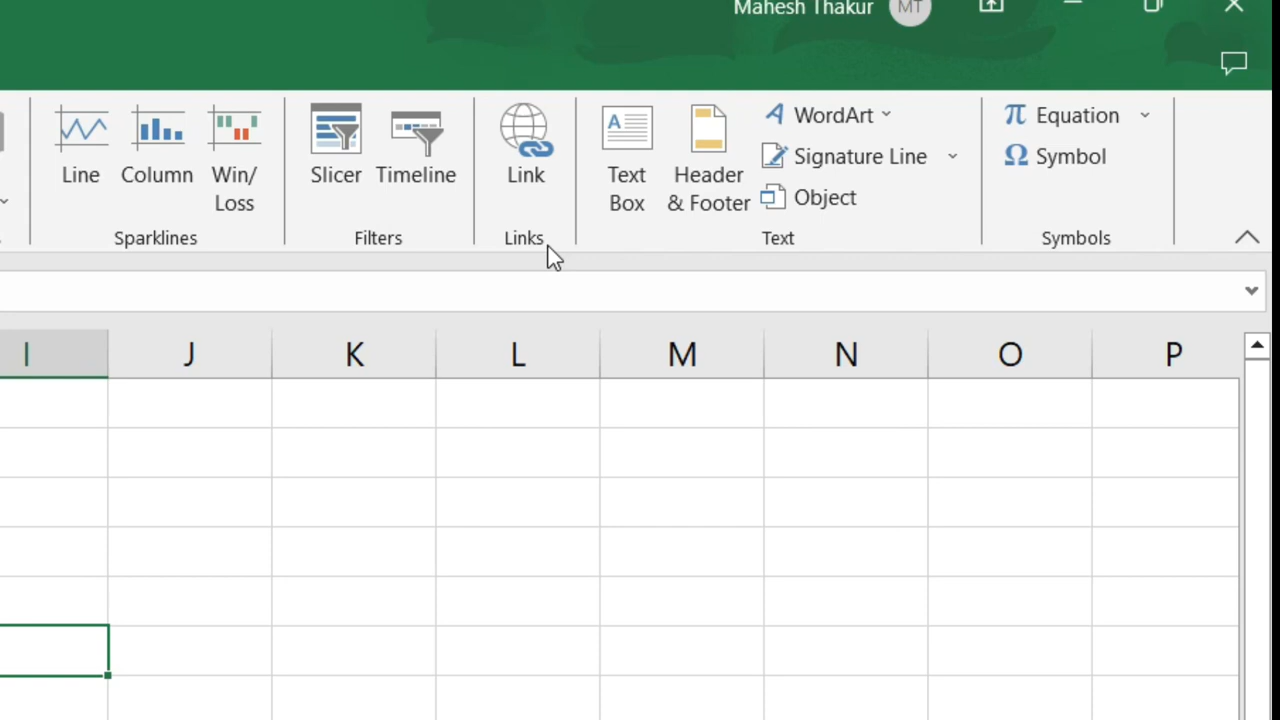 Mahesh Thakur MT
Line Column Win/ Loss
Sparklines
Slicer Timeline
Filters
Link
Links
Text Box
Header & Footer
WordArt
Signature Line
Object
Text
Equation
Symbol
Symbols
I J K L M N O P